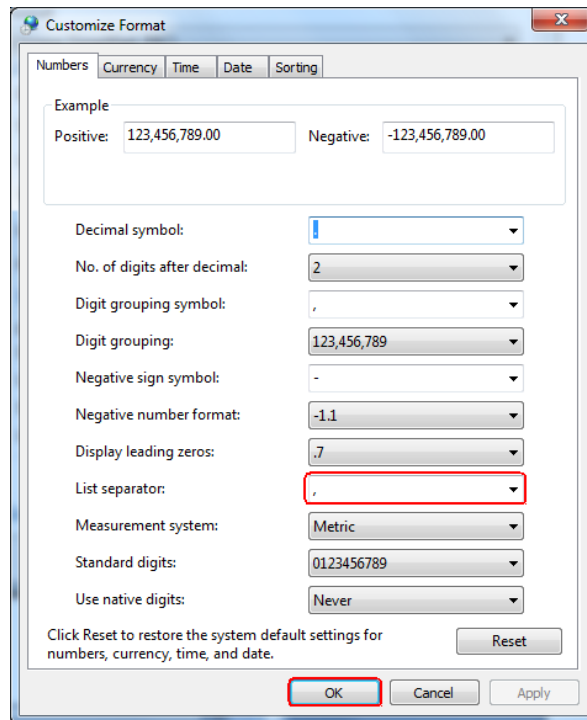 Customize Format
Numbers Currency Time Date Sorting
Example
Positive: 123,456,789.00 Negative: -123,456,789.00
Decimal symbol: .
No. of digits after decimal: 2
Digit grouping symbol: ,
Digit grouping: 123,456,789
Negative sign symbol: -
Negative number format: -1.1
Display leading zeros: .7
List separator: ,
Measurement system: Metric
Standard digits: 0123456789
Use native digits: Never
Click Reset to restore the system default settings for
numbers, currency, time, and date.
Reset
OK Cancel Apply